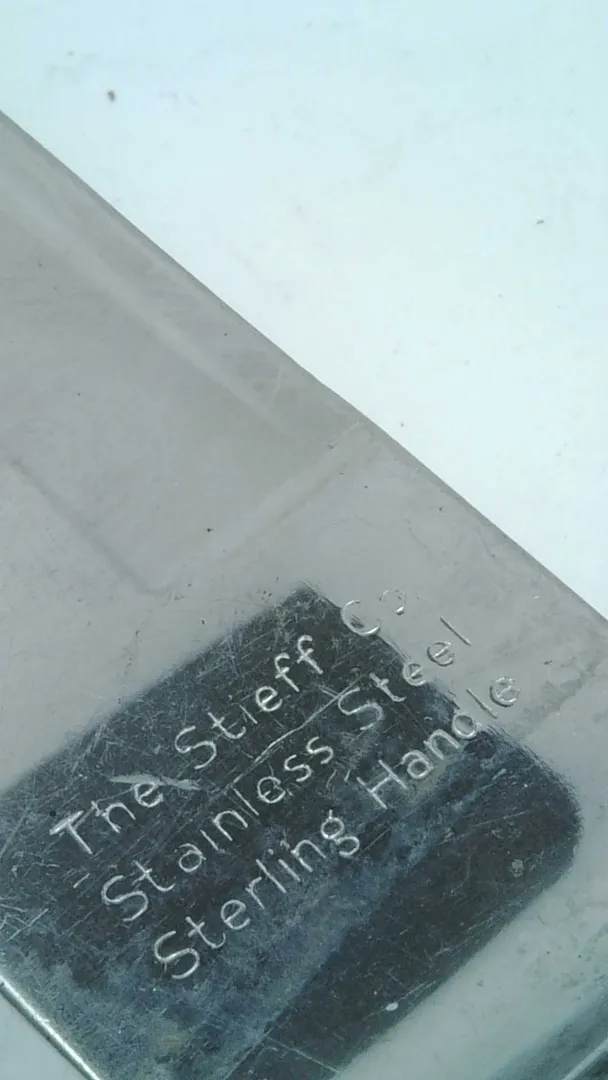 The Stieff Co
Stainless Steel
Sterling Handle